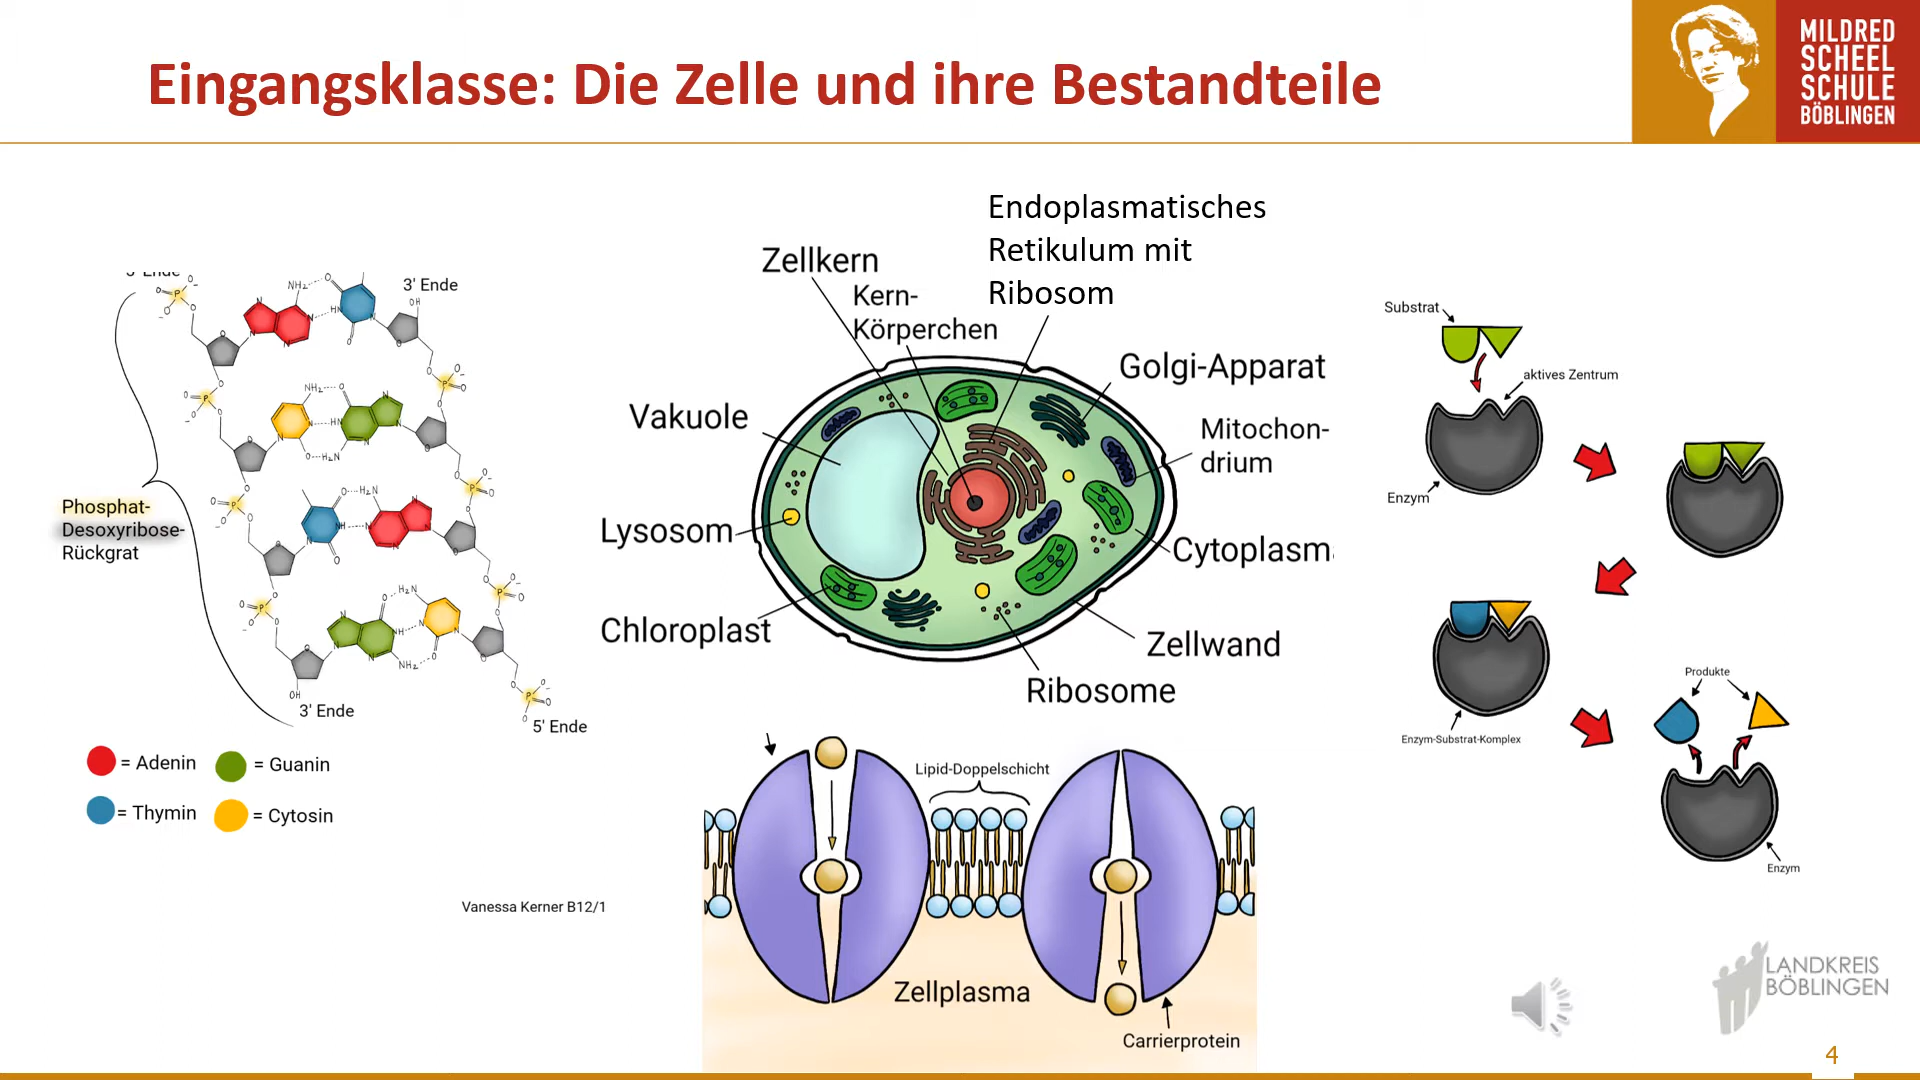 Eingangsklasse: Die Zelle und ihre Bestandteile
MILDRED
SCHEEL
SCHULE
BÖBLINGEN
3' Ende
Phosphat-
Desoxyribose-
Rückgrat
3' Ende
5' Ende
= Adenin
= Guanin
= Thymin
= Cytosin
Vanessa Kerner B12/1
Endoplasmatisches
Retikulum mit
Ribosom
Zellkern
Kern-
Körperchen
Golgi-Apparat
Vakuole
Mitochon-
drium
Lysosom
Cytoplasma
Chloroplast
Zellwand
Ribosome
Lipid-Doppelschicht
Zellplasma
Carrierprotein
Substrat
aktives Zentrum
Enzym
Enzym-Substrat-Komplex
Produkte
Enzym
LANDKREIS
BÖBLINGEN
4